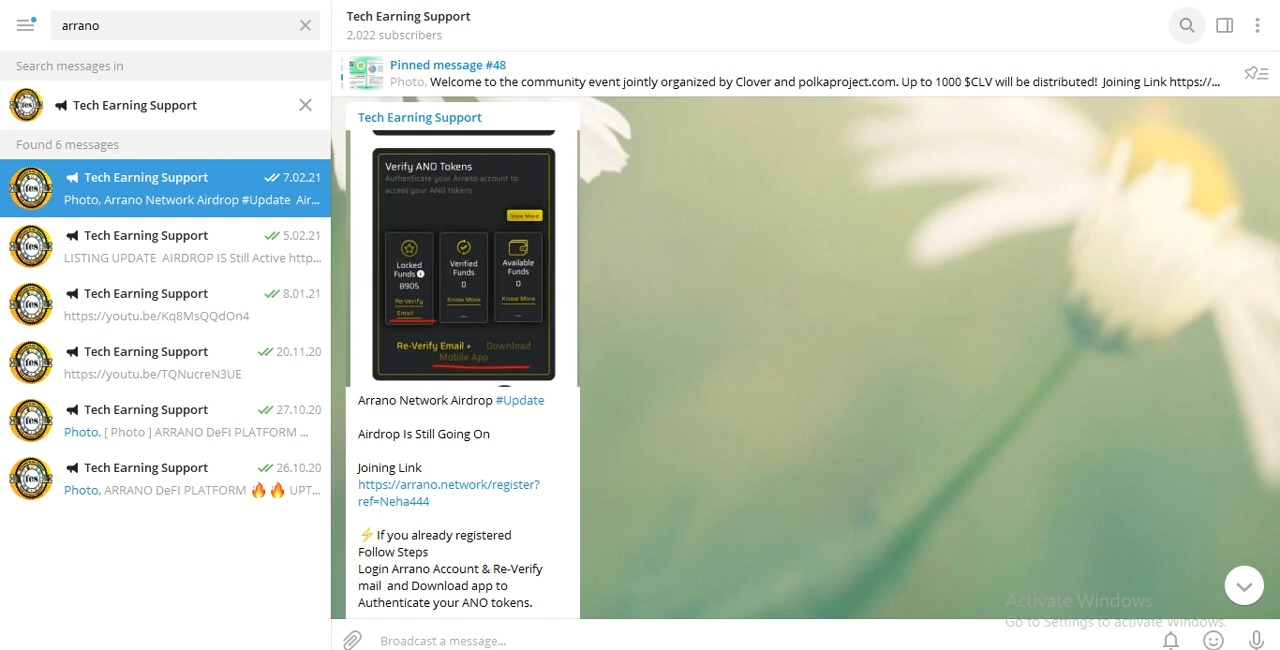 arrano
Search messages in
Tech Earning Support
Found 6 messages
Tech Earning Support 7.02.21
Photo, Arrano Network Airdrop #Update Air...
Tech Earning Support 5.02.21
LISTING UPDATE AIRDROP IS Still Active http...
Tech Earning Support 8.01.21
https://youtu.be/Kq8MsQQdOn4
Tech Earning Support 20.11.20
https://youtu.be/TQNucreN3UE
Tech Earning Support 27.10.20
Photo, [ Photo ] ARRANO DeFI PLATFORM ...
Tech Earning Support 26.10.20
Photo, ARRANO DeFI PLATFORM 🔥🔥 UPT...
Tech Earning Support
2,022 subscribers
Pinned message #48
Photo, Welcome to the community event jointly organized by Clover and polkaproject.com. Up to 1000 $CLV will be distributed! Joining Link https://...
Tech Earning Support
Verify ANO Tokens
Authenticate your Arrano account to
access your ANO tokens
View More
Locked Funds 8905 Re-Verify Email
Verified Funds 0 Know More
Available Funds 0 Know More
Re-Verify Email + Download
Mobile App
Arrano Network Airdrop #Update
Airdrop Is Still Going On
Joining Link
https://arrano.network/register?
ref=Neha444
⚡If you already registered
Follow Steps
Login Arrano Account & Re-Verify
mail and Download app to
Authenticate your ANO tokens.
Activate Windows
Go to Settings to activate Windows.
Broadcast a message...